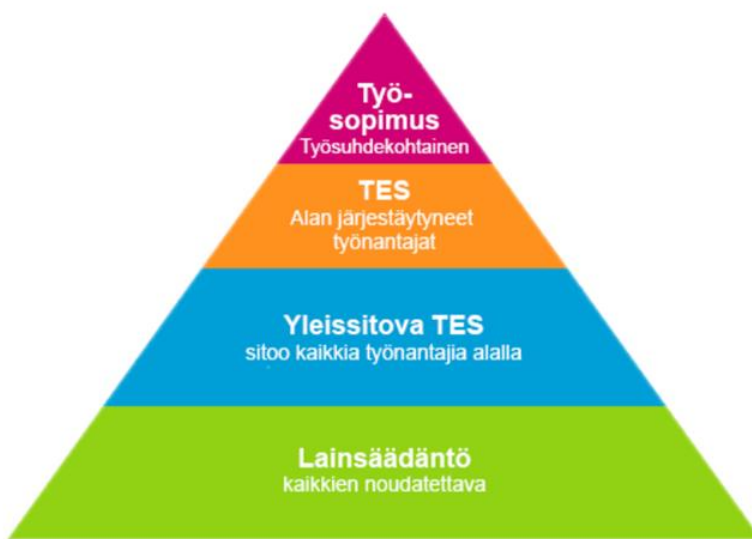 Työ-
sopimus
Työsuhdekohtainen
TES
Alan järjestäytyneet
työnantajat
Yleissitova TES
sitoo kaikkia työnantajia alalla
Lainsäädäntö
kaikkien noudatettava